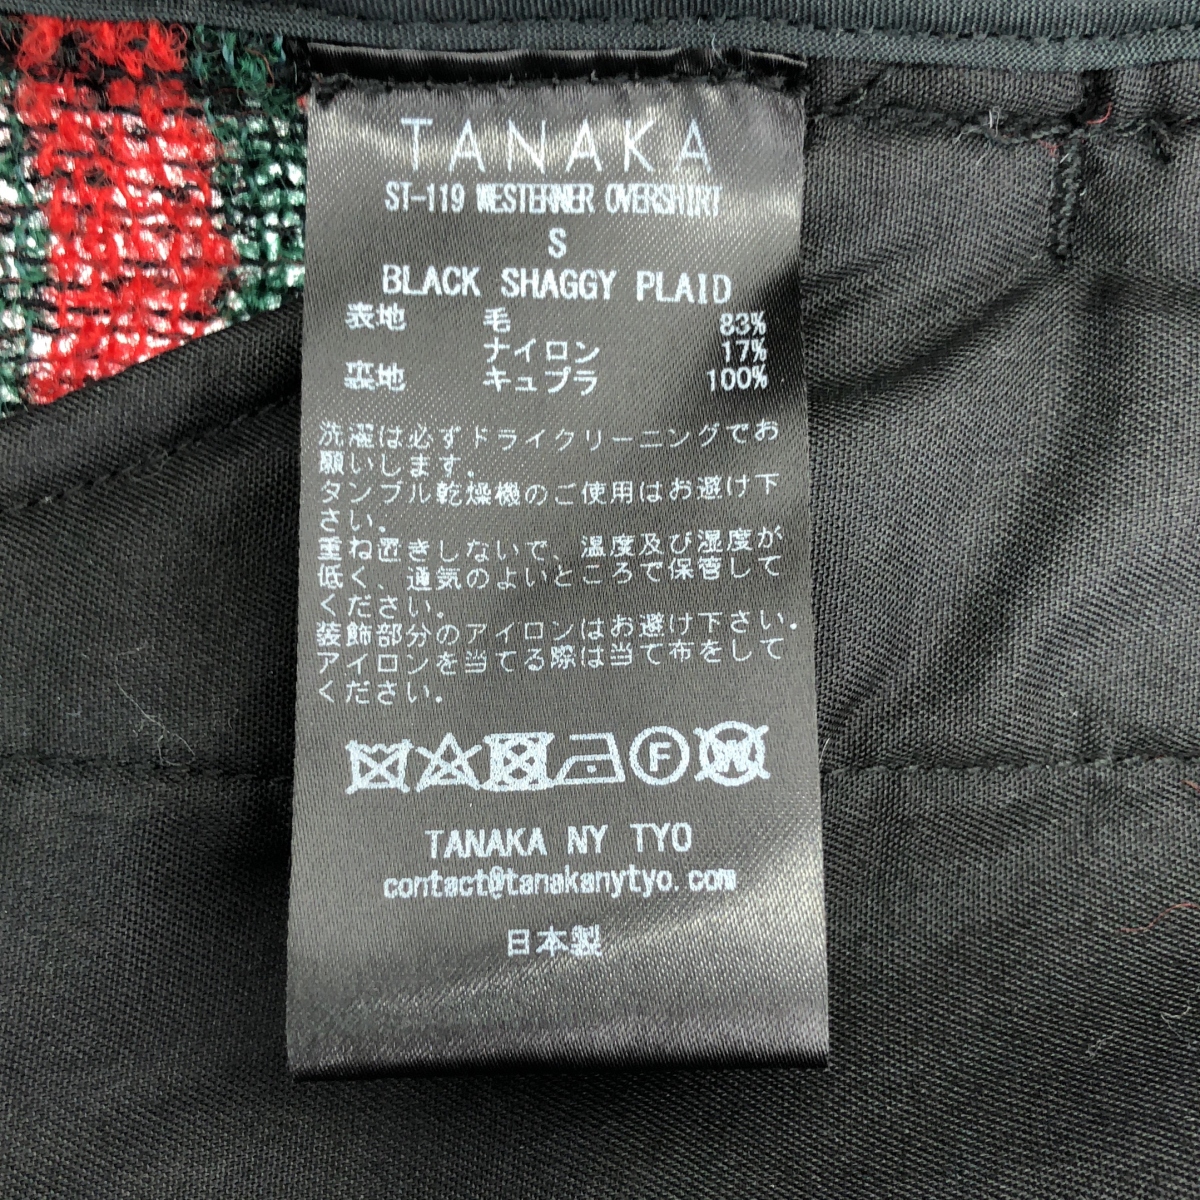 TANAKA
ST-119 WESTERNER OVERSHIRT
S
BLACK SHAGGY PLAID
表地 毛 83%
ナイロン 17%
裏地 キュプラ 100%
洗濯は必ずドライクリーニングでお
願いします。
タンブル乾燥機のご使用はお避け下
さい。
重ね置きしないで、温度及び湿度が
低く、通気のよいところで保管して
ください。
装飾部分のアイロンはお避け下さい。
アイロンを当てる際は当て布をして
ください。
F W
TANAKA NY TYO
contact@tanakanytyo.com
日本製